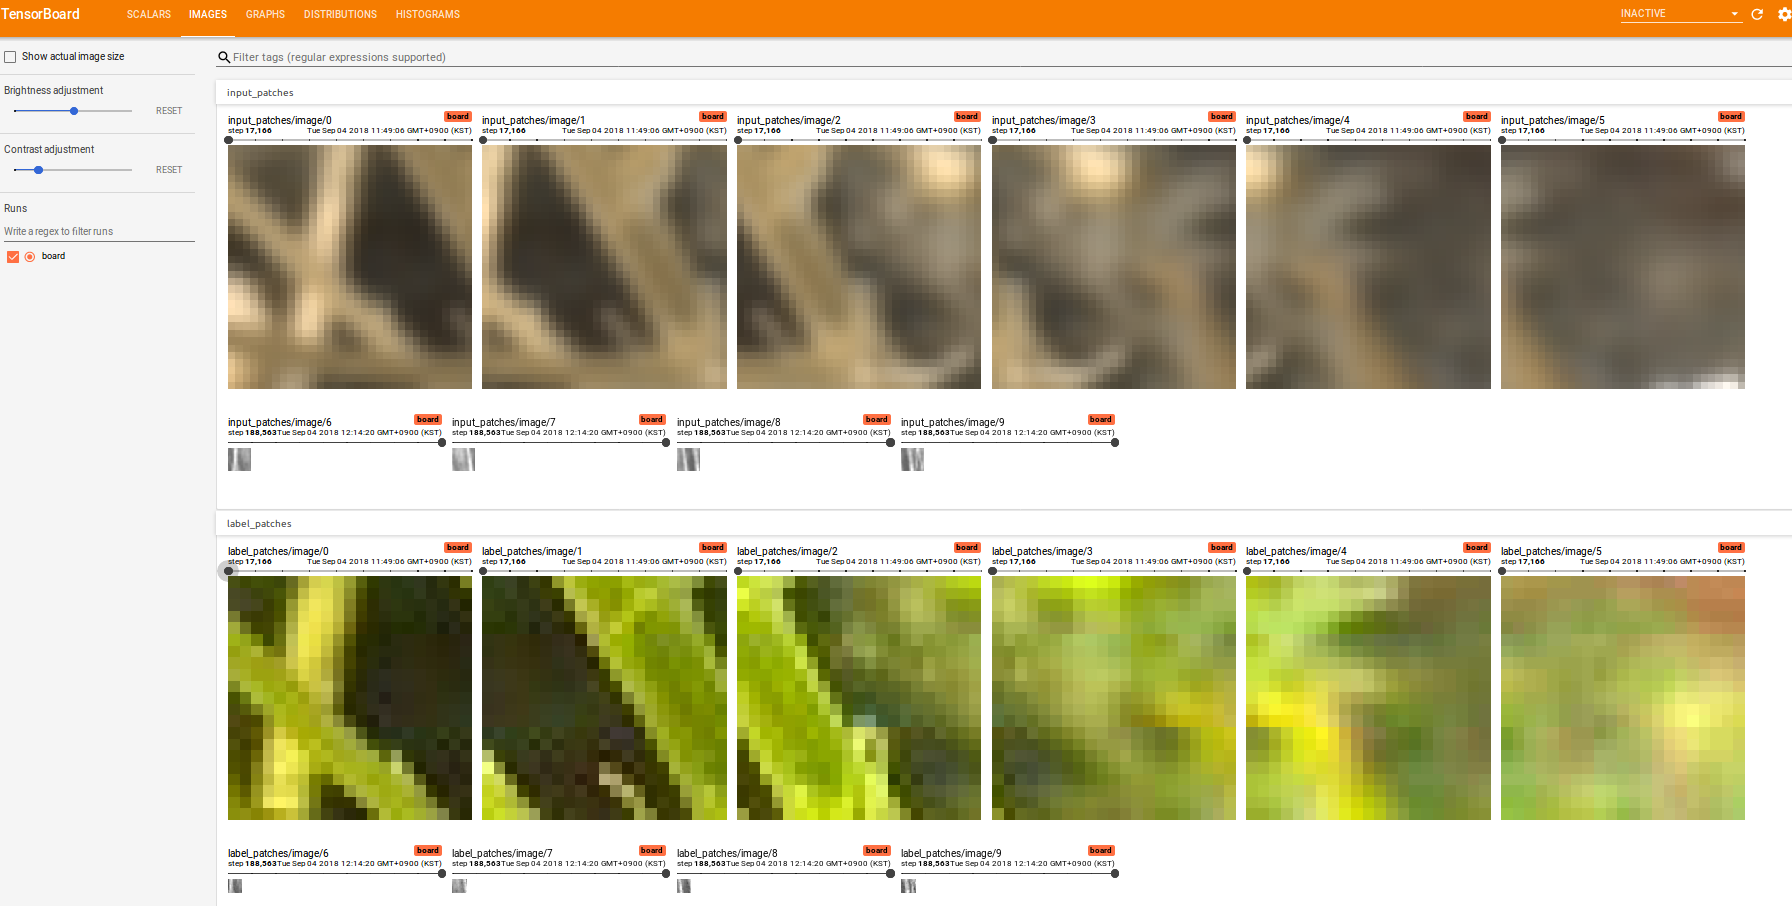 TensorBoard SCALARS IMAGES GRAPHS DISTRIBUTIONS HISTOGRAMS INACTIVE
Show actual image size
Brightness adjustment
RESET
Contrast adjustment
RESET
Runs
Write a regex to filter runs
board
Filter tags (regular expressions supported)
input_patches
input_patches/image/0 board
step 17,166 Tue Sep 04 2018 11:49:06 GMT+0900 (KST)
input_patches/image/1 board
step 17,166 Tue Sep 04 2018 11:49:06 GMT+0900 (KST)
input_patches/image/2 board
step 17,166 Tue Sep 04 2018 11:49:06 GMT+0900 (KST)
input_patches/image/3 board
step 17,166 Tue Sep 04 2018 11:49:06 GMT+0900 (KST)
input_patches/image/4 board
step 17,166 Tue Sep 04 2018 11:49:06 GMT+0900 (KST)
input_patches/image/5 board
step 17,166 Tue Sep 04 2018 11:49:06 GMT+0900 (KST)
input_patches/image/6 board
step 188,563 Tue Sep 04 2018 12:14:20 GMT+0900 (KST)
input_patches/image/7 board
step 188,563 Tue Sep 04 2018 12:14:20 GMT+0900 (KST)
input_patches/image/8 board
step 188,563 Tue Sep 04 2018 12:14:20 GMT+0900 (KST)
input_patches/image/9 board
step 188,563 Tue Sep 04 2018 12:14:20 GMT+0900 (KST)
label_patches
label_patches/image/0 board
step 17,166 Tue Sep 04 2018 11:49:06 GMT+0900 (KST)
label_patches/image/1 board
step 17,166 Tue Sep 04 2018 11:49:06 GMT+0900 (KST)
label_patches/image/2 board
step 17,166 Tue Sep 04 2018 11:49:06 GMT+0900 (KST)
label_patches/image/3 board
step 17,166 Tue Sep 04 2018 11:49:06 GMT+0900 (KST)
label_patches/image/4 board
step 17,166 Tue Sep 04 2018 11:49:06 GMT+0900 (KST)
label_patches/image/5 board
step 17,166 Tue Sep 04 2018 11:49:06 GMT+0900 (KST)
label_patches/image/6 board
step 188,563 Tue Sep 04 2018 12:14:20 GMT+0900 (KST)
label_patches/image/7 board
step 188,563 Tue Sep 04 2018 12:14:20 GMT+0900 (KST)
label_patches/image/8 board
step 188,563 Tue Sep 04 2018 12:14:20 GMT+0900 (KST)
label_patches/image/9 board
step 188,563 Tue Sep 04 2018 12:14:20 GMT+0900 (KST)